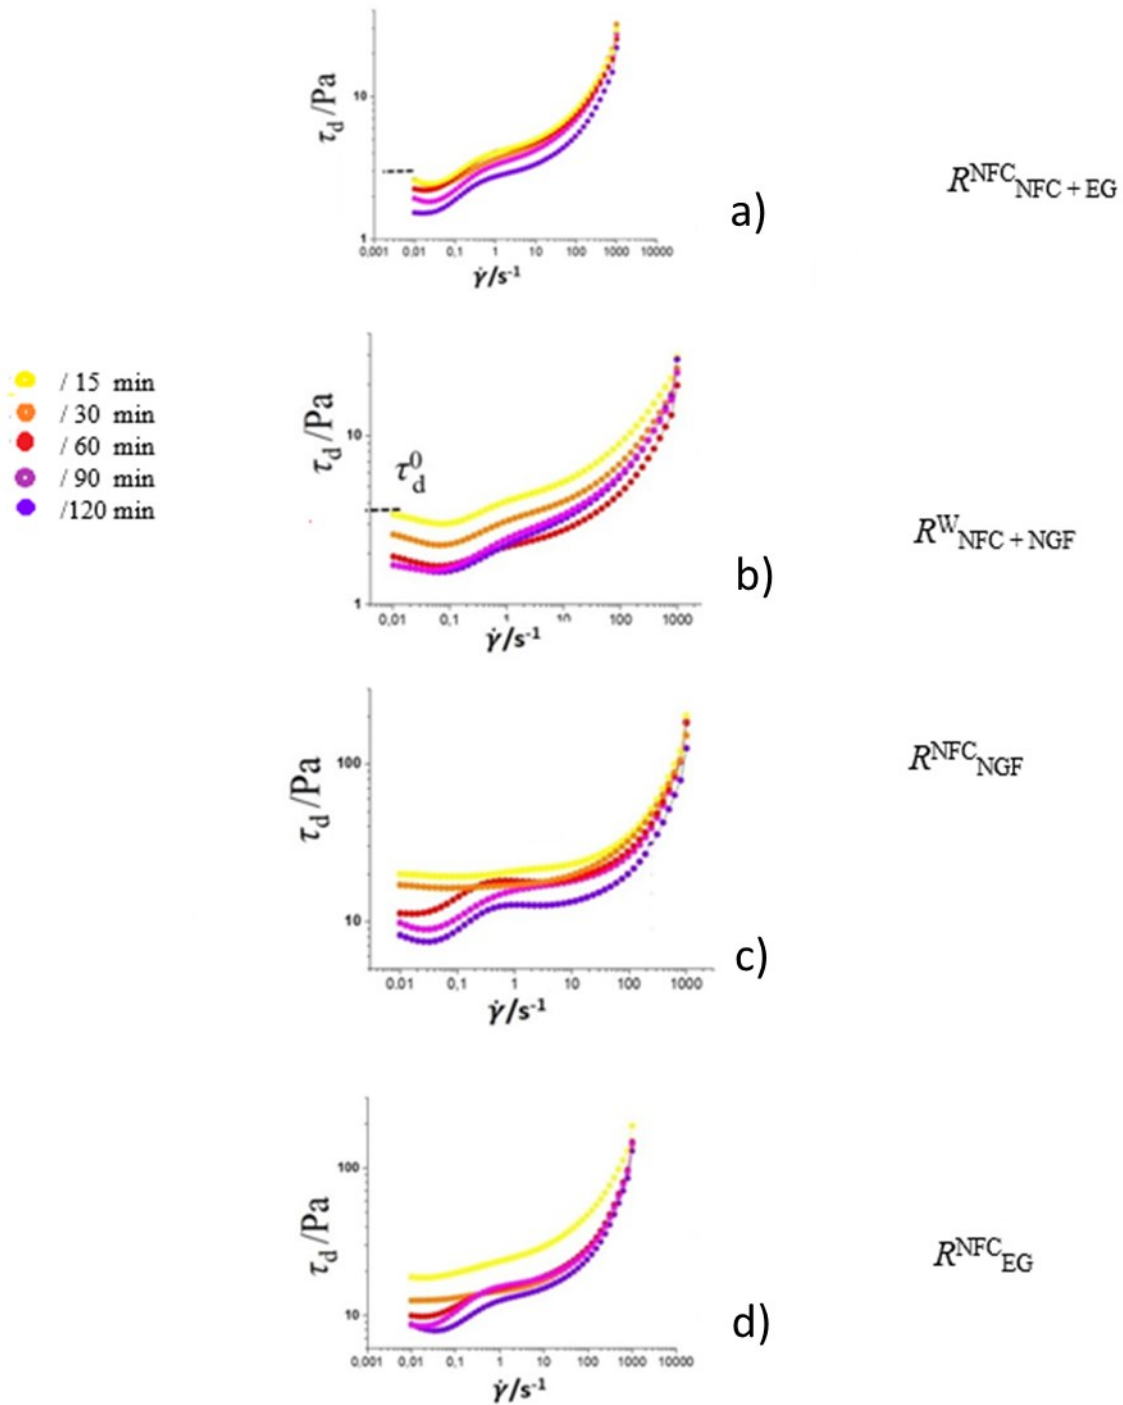 τd /Pa
10
1
0,001 0,01 0,1 1 10 100 1000 10000
γ̇/s-1
a)
RNFCNFC + EG
/ 15 min
/ 30 min
/ 60 min
/ 90 min
/120 min
τd /Pa
10
τd0
1
0,01 0,1 1 10 100 1000
γ̇/s-1
b)
RWNFC + NGF
τd /Pa
100
10
0.01 0,1 1 10 100 1000
γ̇/s-1
c)
RNFCNGF
τd /Pa
100
10
0,001 0,01 0,1 1 10 100 1000 10000
γ̇/s-1
d)
RNFCEG